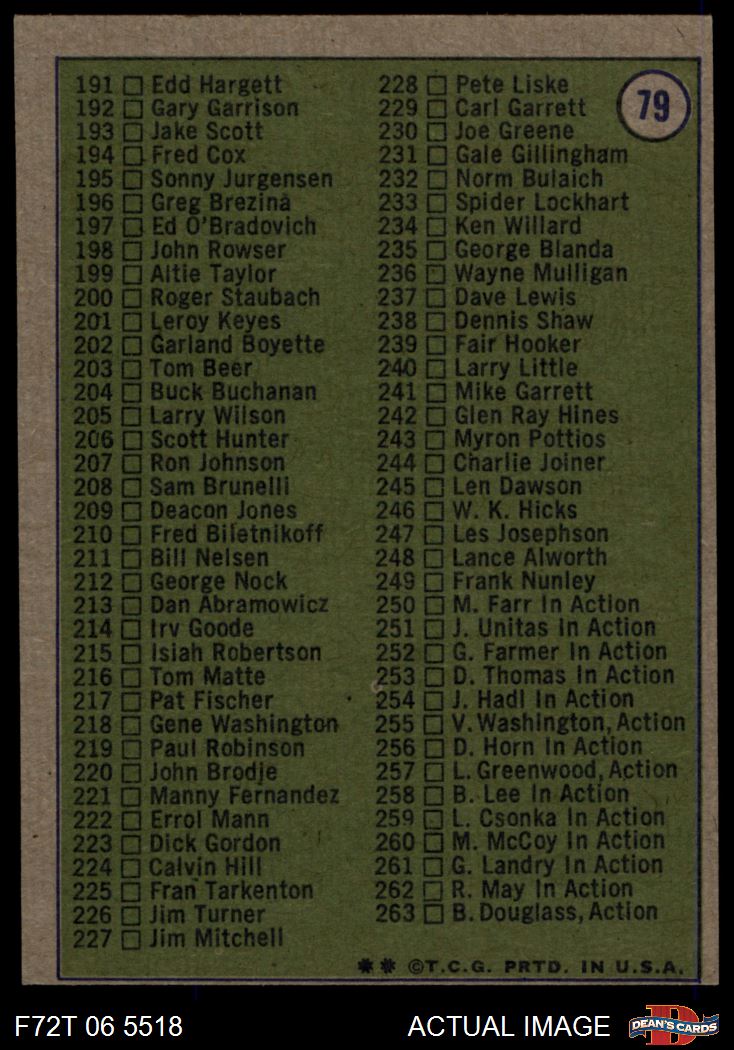 79
191 Edd Hargett
192 Gary Garrison
193 Jake Scott
194 Fred Cox
195 Sonny Jurgensen
196 Greg Brezina
197 Ed O'Bradovich
198 John Rowser
199 Altie Taylor
200 Roger Staubach
201 Leroy Keyes
202 Garland Boyette
203 Tom Beer
204 Buck Buchanan
205 Larry Wilson
206 Scott Hunter
207 Ron Johnson
208 Sam Brunelli
209 Deacon Jones
210 Fred Biletnikoff
211 Bill Nelsen
212 George Nock
213 Dan Abramowicz
214 Irv Goode
215 Isiah Robertson
216 Tom Matte
217 Pat Fischer
218 Gene Washington
219 Paul Robinson
220 John Brodie
221 Manny Fernandez
222 Errol Mann
223 Dick Gordon
224 Calvin Hill
225 Fran Tarkenton
226 Jim Turner
227 Jim Mitchell
228 Pete Liske
229 Carl Garrett
230 Joe Greene
231 Gale Gillingham
232 Norm Bulaich
233 Spider Lockhart
234 Ken Willard
235 George Blanda
236 Wayne Mulligan
237 Dave Lewis
238 Dennis Shaw
239 Fair Hooker
240 Larry Little
241 Mike Garrett
242 Glen Ray Hines
243 Myron Pottios
244 Charlie Joiner
245 Len Dawson
246 W. K. Hicks
247 Les Josephson
248 Lance Alworth
249 Frank Nunley
250 M. Farr In Action
251 J. Unitas In Action
252 G. Farmer In Action
253 D. Thomas In Action
254 J. Hadl In Action
255 V. Washington, Action
256 D. Horn In Action
257 L. Greenwood, Action
258 B. Lee In Action
259 L. Csonka In Action
260 M. McCoy In Action
261 G. Landry In Action
262 R. May In Action
263 B. Douglass, Action
** ©T.C.G. PRTD. IN U.S.A.
F72T 06 5518 ACTUAL IMAGE
D
DEAN'S CARDS